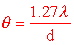 θ = 1.27λ / d